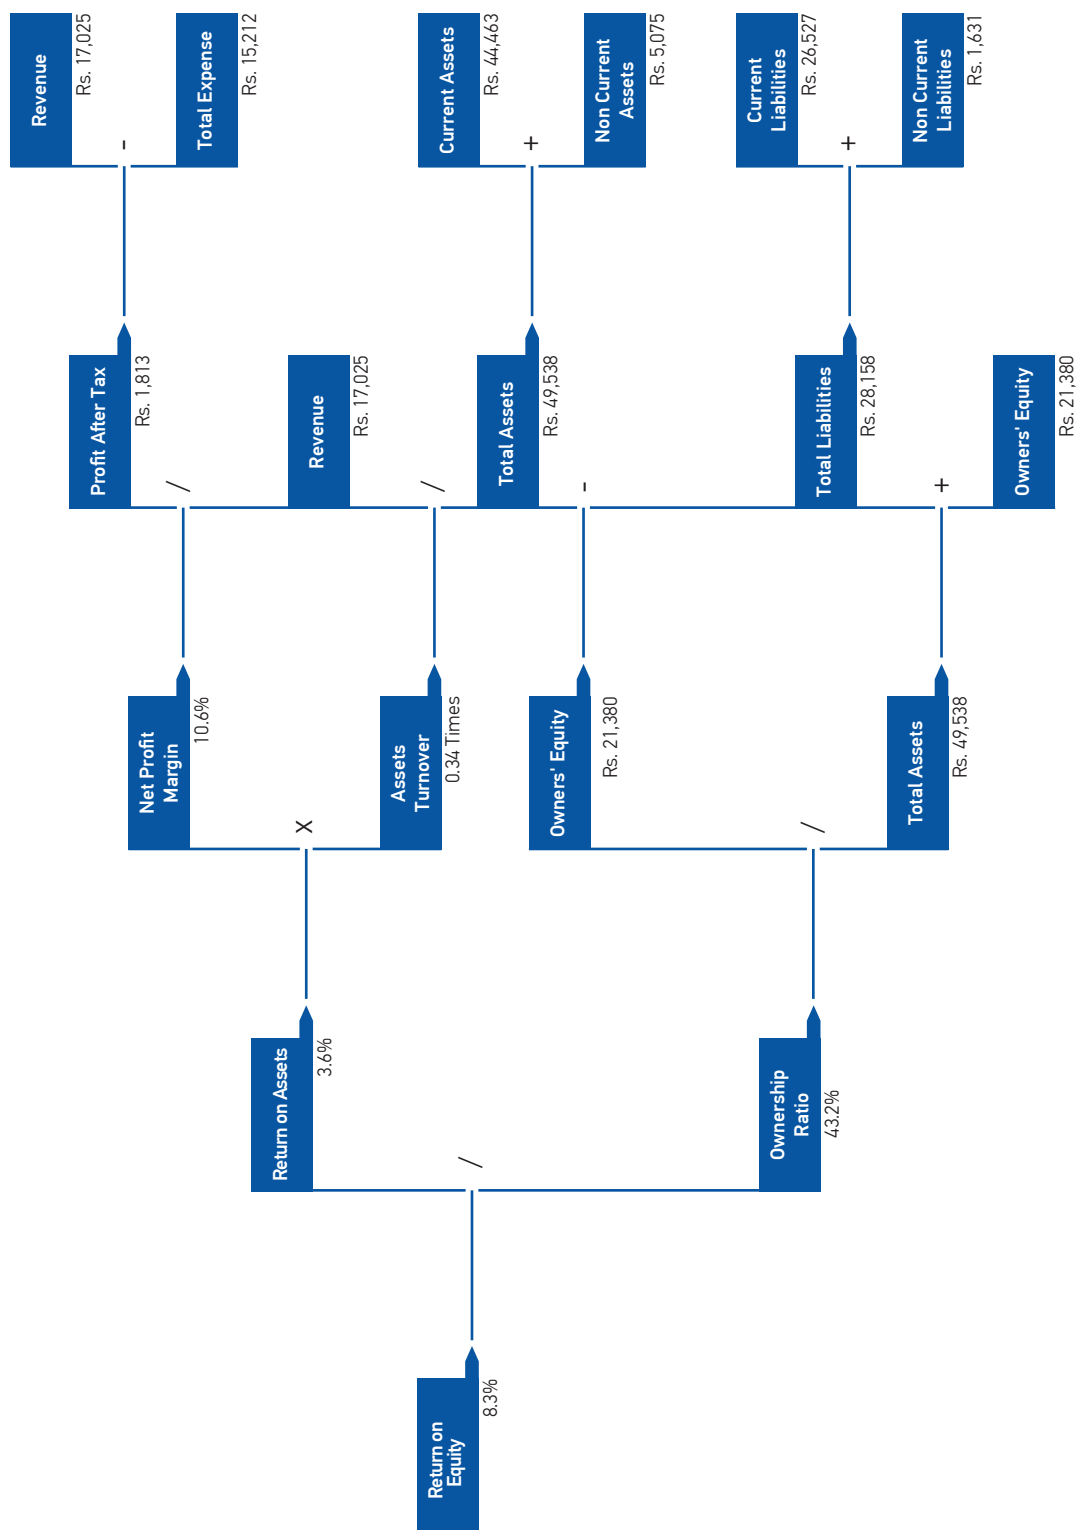 Return on
Equity
8.3%
/
Return on Assets
3.6%
Ownership
Ratio
43.2%
X
/
Net Profit
Margin
10.6%
Assets
Turnover
0.34 Times
Owners' Equity
Rs. 21,380
Total Assets
Rs. 49,538
/
/
-
+
Profit After Tax
Rs. 1,813
Revenue
Rs. 17,025
Total Assets
Rs. 49,538
Total Liabilities
Rs. 28,158
Owners' Equity
Rs. 21,380
-
+
+
Revenue
Rs. 17,025
Total Expense
Rs. 15,212
Current Assets
Rs. 44,463
Non Current
Assets
Rs. 5,075
Current
Liabilities
Rs. 26,527
Non Current
Liabilities
Rs. 1,631